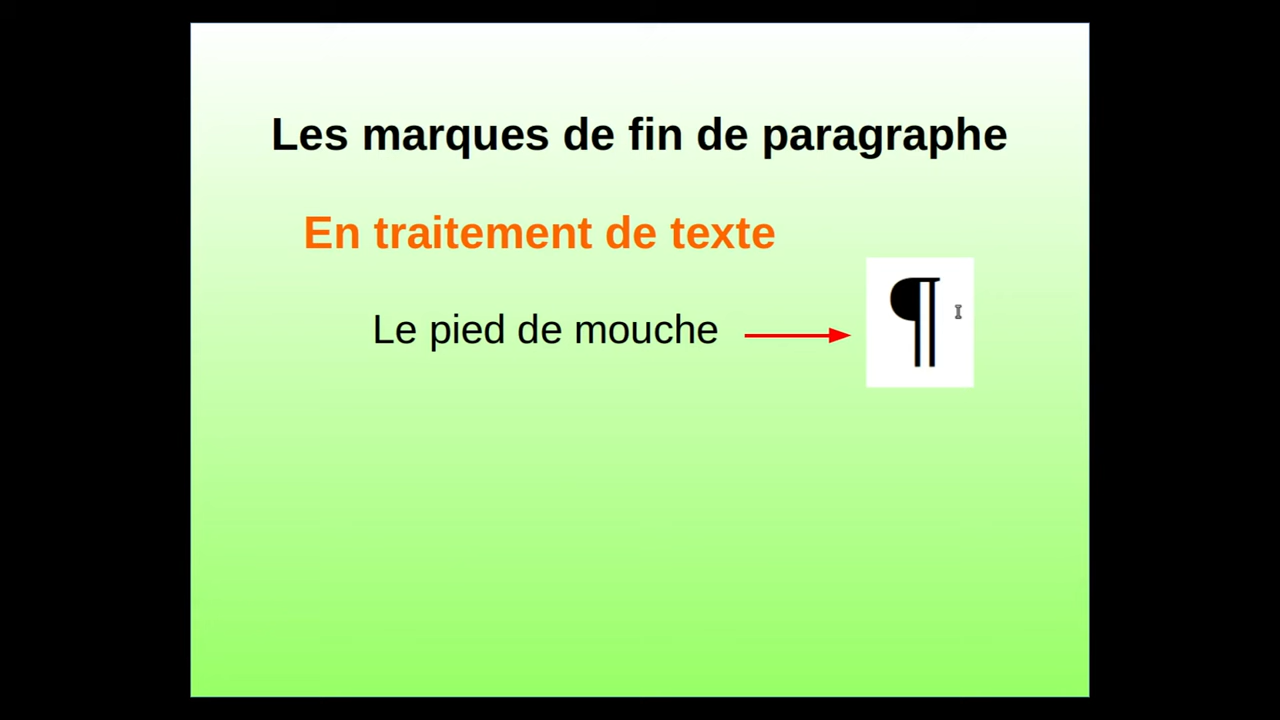 Les marques de fin de paragraphe
En traitement de texte
Le pied de mouche ¶